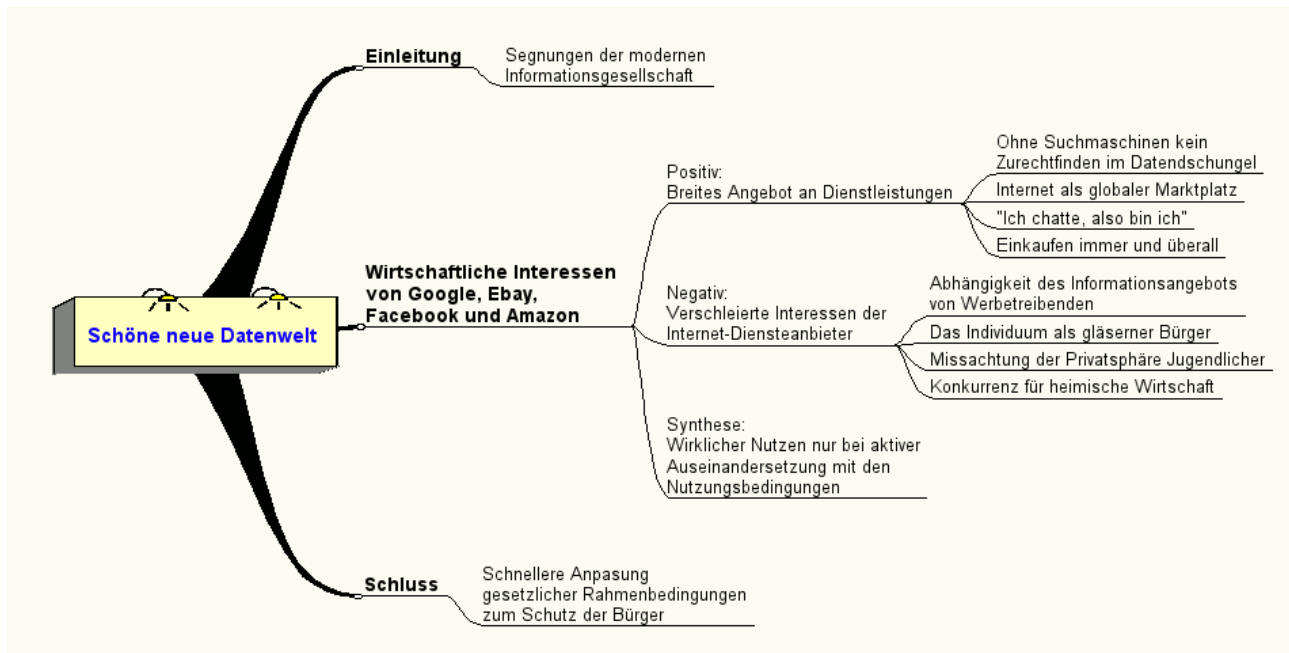 Schöne neue Datenwelt
Einleitung
Segnungen der modernen
Informationsgesellschaft
Wirtschaftliche Interessen
von Google, Ebay,
Facebook und Amazon
Positiv:
Breites Angebot an Dienstleistungen
Ohne Suchmaschinen kein
Zurechtfinden im Datendschungel
Internet als globaler Marktplatz
"Ich chatte, also bin ich"
Einkaufen immer und überall
Negativ:
Verschleierte Interessen der
Internet-Diensteanbieter
Abhängigkeit des Informationsangebots
von Werbetreibenden
Das Individuum als gläserner Bürger
Missachtung der Privatsphäre Jugendlicher
Konkurrenz für heimische Wirtschaft
Synthese:
Wirklicher Nutzen nur bei aktiver
Auseinandersetzung mit den
Nutzungsbedingungen
Schluss
Schnellere Anpasung
gesetzlicher Rahmenbedingungen
zum Schutz der Bürger